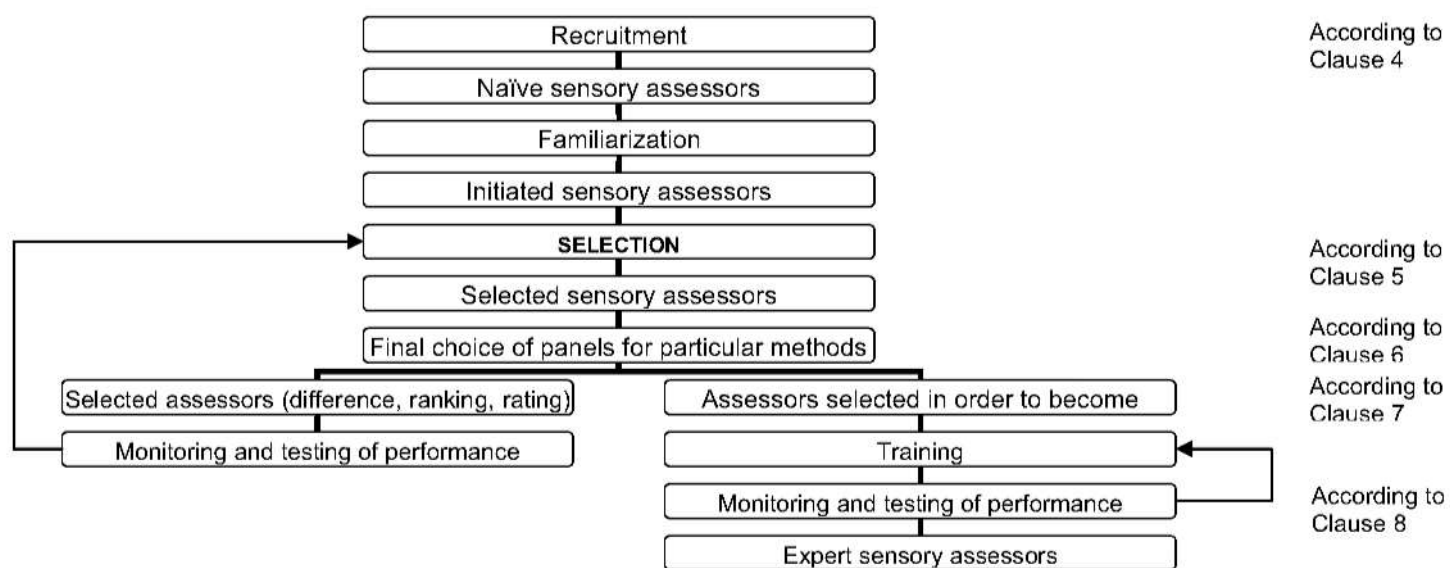 Recruitment
According to
Clause 4
Naïve sensory assessors
Familiarization
Initiated sensory assessors
SELECTION
According to
Clause 5
Selected sensory assessors
Final choice of panels for particular methods
According to
Clause 6
Selected assessors (difference, ranking, rating)
Assessors selected in order to become
According to
Clause 7
Monitoring and testing of performance
Training
Monitoring and testing of performance
According to
Clause 8
Expert sensory assessors